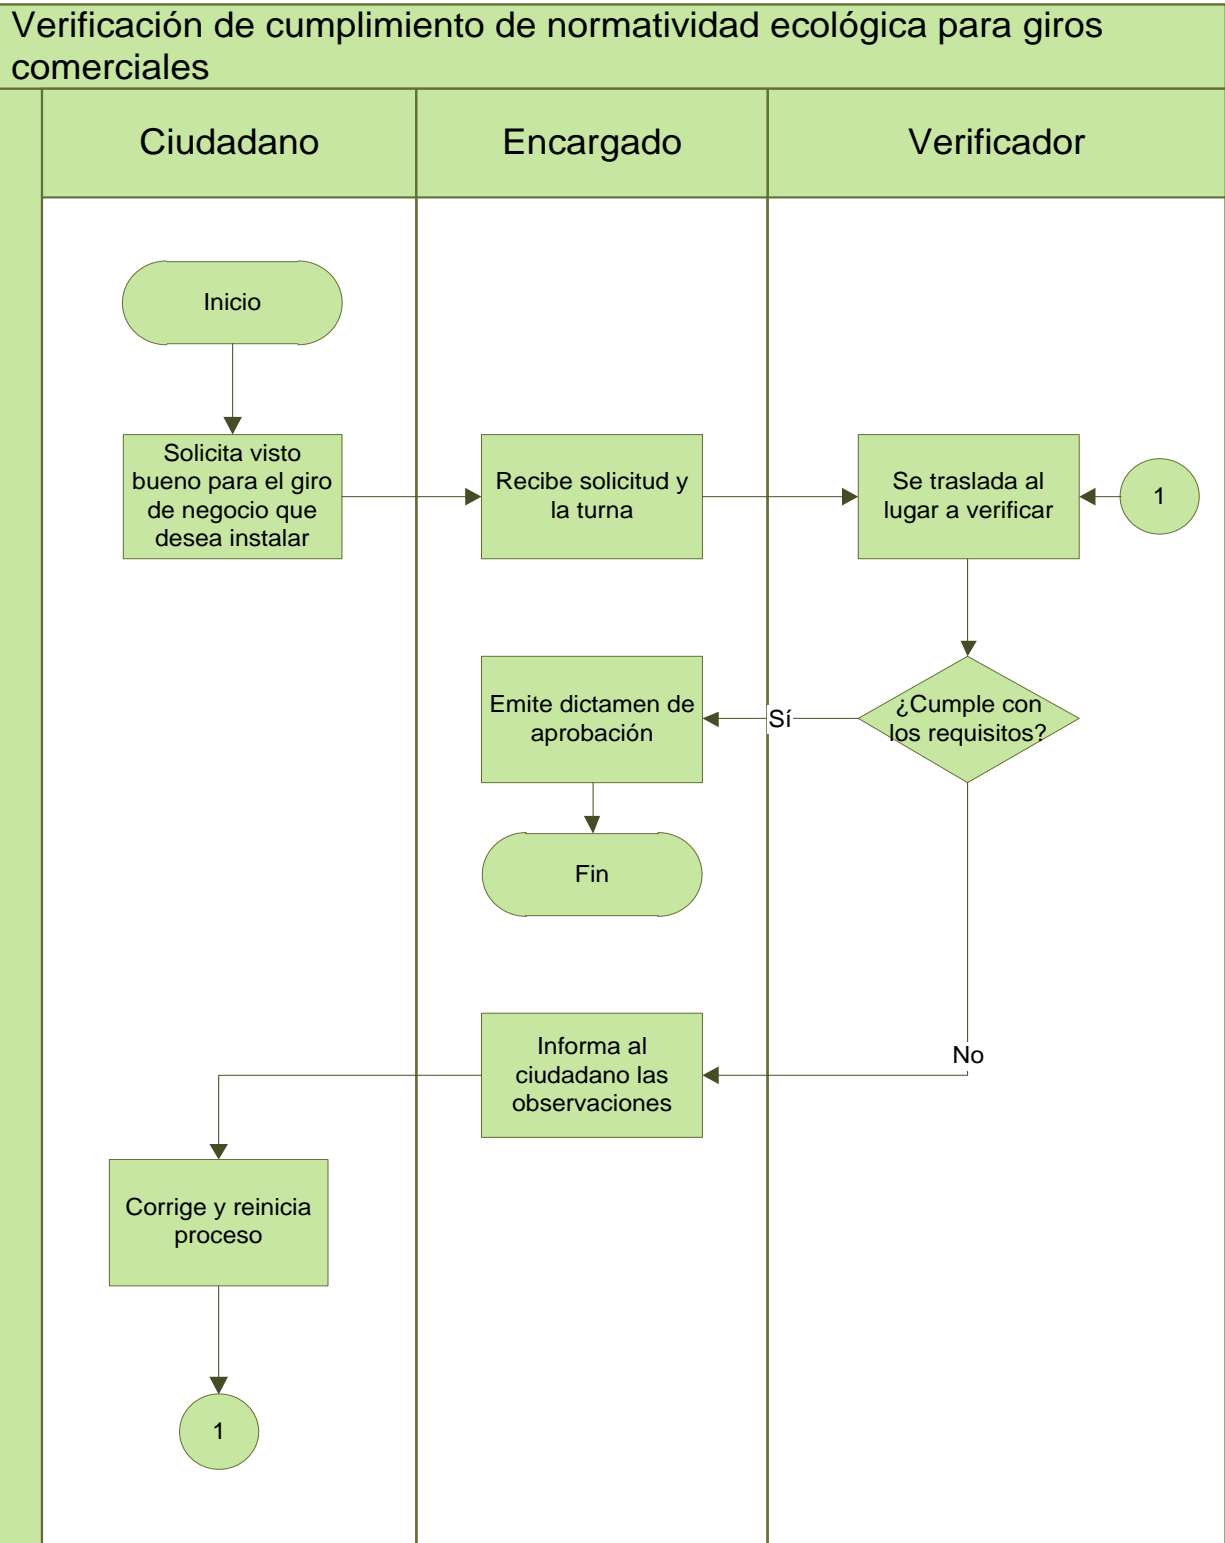 Verificación de cumplimiento de normatividad ecológica para giros
comerciales
Ciudadano
Encargado
Verificador
Inicio
Solicita visto
bueno para el giro
de negocio que
desea instalar
Recibe solicitud y
la turna
Se traslada al
lugar a verificar
1
¿Cumple con
los requisitos?
Sí
Emite dictamen de
aprobación
Fin
No
Informa al
ciudadano las
observaciones
Corrige y reinicia
proceso
1